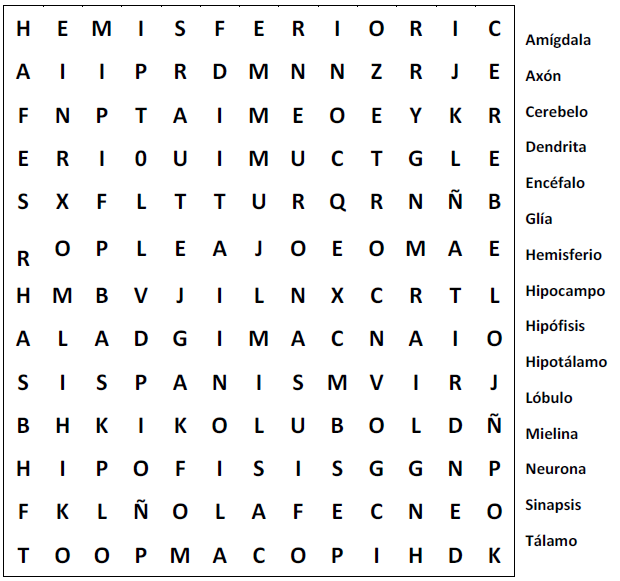 H E M I S F E R I O R I C
A I I P R D M N N Z R J E
F N P T A I M E O E Y K R
E R I 0 U I M U C T G L E
S X F L T T U R Q R N Ñ B
R O P L E A J O E O M A E
H M B V J I L N X C R T L
A L A D G I M A C N A I O
S I S P A N I S M V I R J
B H K I K O L U B O L D Ñ
H I P O F I S I S G G N P
F K L Ñ O L A F E C N E O
T O O P M A C O P I H D K
Amígdala
Axón
Cerebelo
Dendrita
Encéfalo
Glía
Hemisferio
Hipocampo
Hipófisis
Hipotálamo
Lóbulo
Mielina
Neurona
Sinapsis
Tálamo